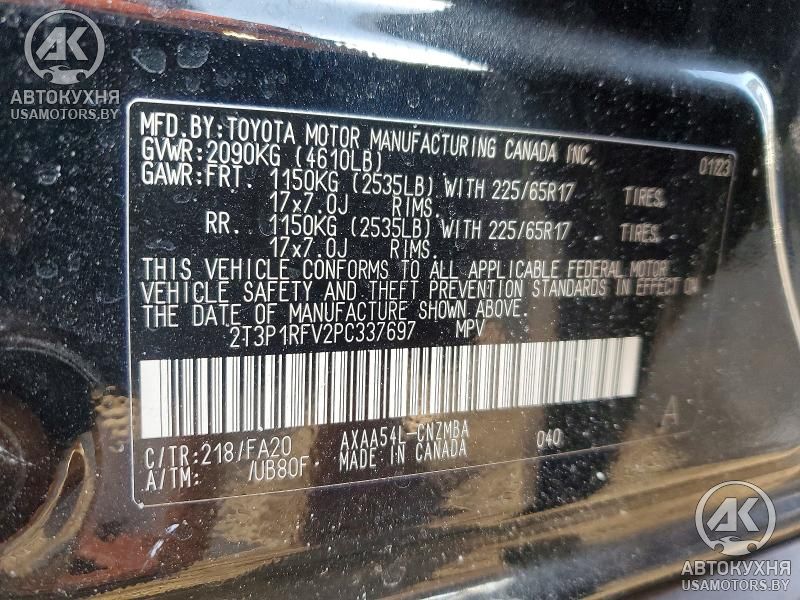 AK
АВТОКУХНЯ
USAMOTORS.BY
MFD.BY:TOYOTA MOTOR MANUFACTURING CANADA INC.
GVWR:2090KG (4610LB) 01123
GAWR:FRT. 1150KG (2535LB) WITH 225/65R17 TIRES.
17x7.0J RIMS.
RR. 1150KG (2535LB) WITH 225/65R17 TIRES.
17x7.0J RIMS.
THIS VEHICLE CONFORMS TO ALL APPLICABLE FEDERAL MOTOR
VEHICLE SAFETY AND THEFT PREVENTION STANDARDS IN EFFECT ON
THE DATE OF MANUFACTURE SHOWN ABOVE.
2T3P1RFV2PC337697 MPV
C/TR:218/FA20 AXAA54L-CNZMBA 040 A
A/TM: /UB80F MADE IN CANADA
AK
АВТОКУХНЯ
USAMOTORS.BY